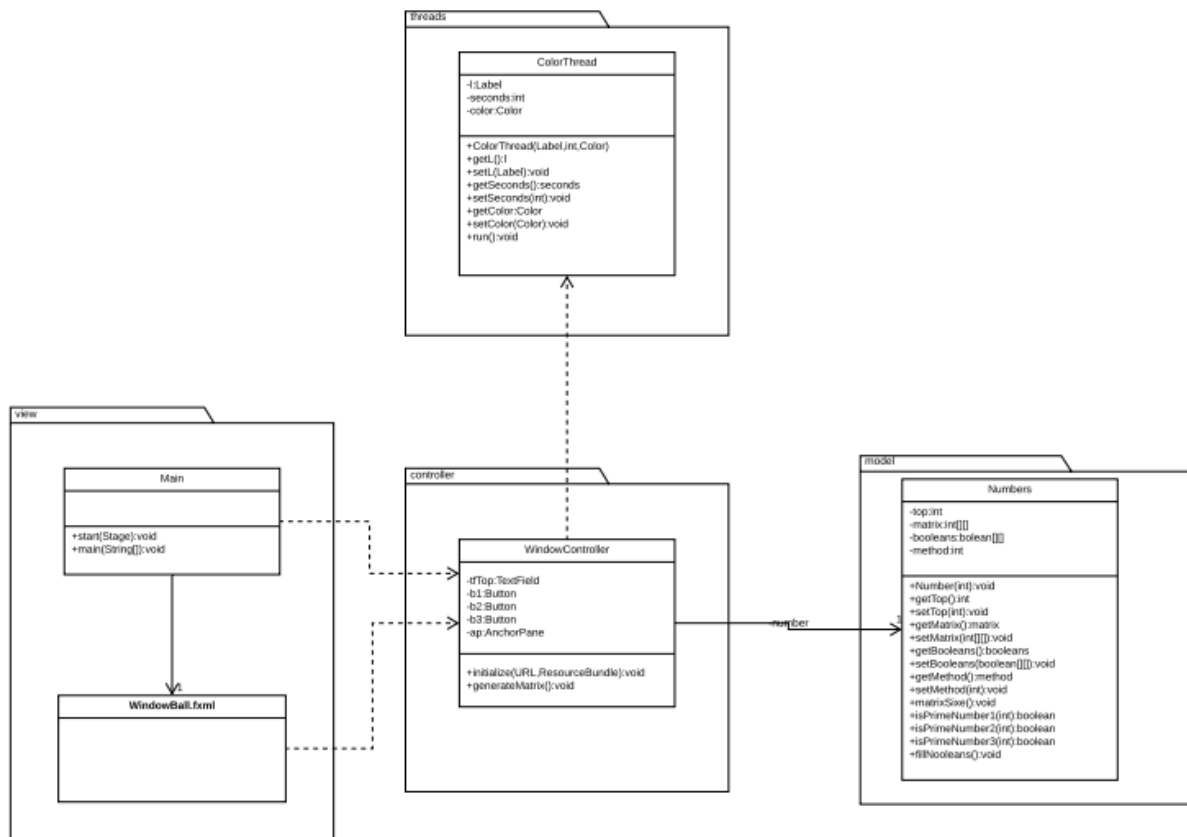 threads
ColorThread
-l:Label
-seconds:int
-color:Color
+ColorThread(Label,int,Color)
+getL():l
+setL(Label):void
+getSeconds():seconds
+setSeconds(int):void
+getColor:Color
+setColor(Color):void
+run():void
view
Main
+start(Stage):void
+main(String[]):void
1
WindowBall.fxml
controller
WindowController
-tfTop:TextField
-b1:Button
-b2:Button
-b3:Button
-ap:AnchorPane
+initialize(URL,ResourceBundle):void
+generateMatrix():void
-number
1
model
Numbers
-top:int
-matrix:int[][]
-booleans:bolean[][]
-method:int
+Number(int):void
+getTop():int
+setTop(int):void
+getMatrix():matrix
+setMatrix(int[][]):void
+getBooleans():booleans
+setBooleans(boolean[][]):void
+getMethod():method
+setMethod(int):void
+matrixSixe():void
+isPrimeNumber1(int):boolean
+isPrimeNumber2(int):boolean
+isPrimeNumber3(int):boolean
+fillNooleans():void